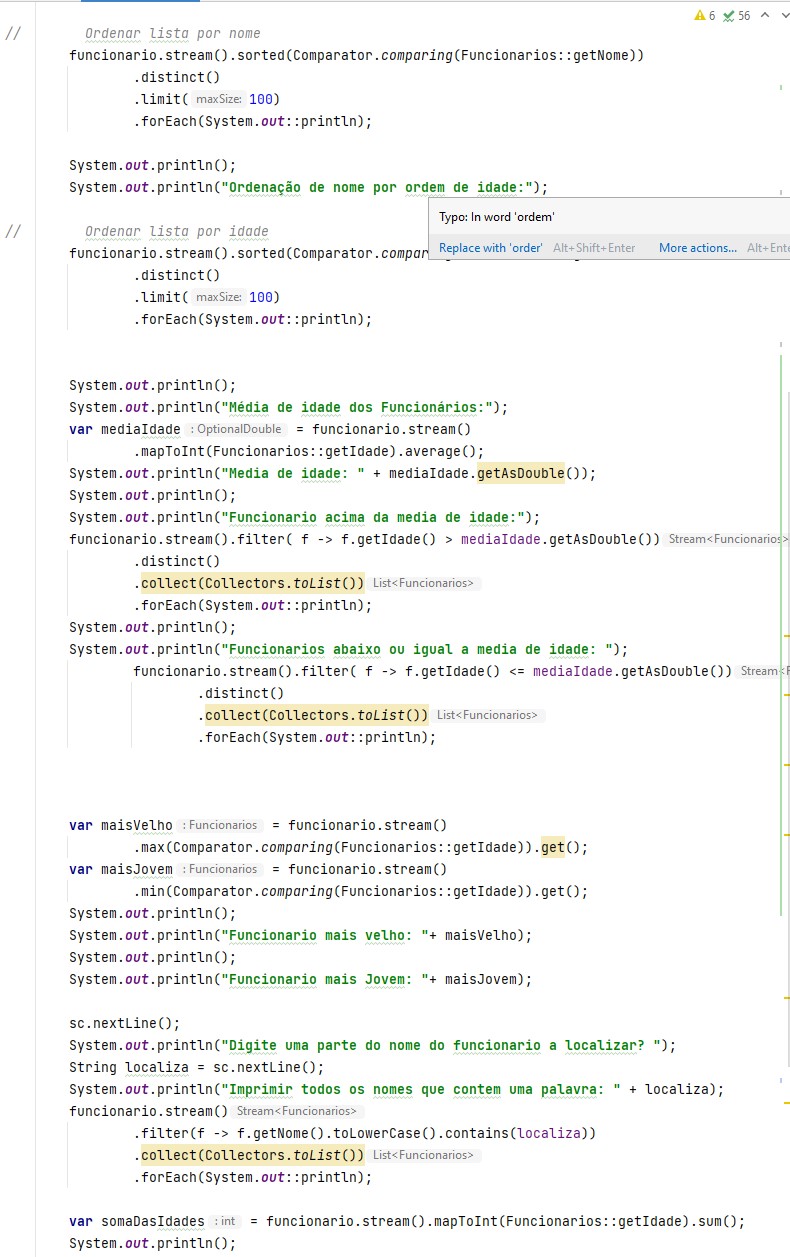 6 56
// Ordenar lista por nome
funcionario.stream().sorted(Comparator.comparing(Funcionarios::getNome))
.distinct()
.limit( maxSize: 100)
.forEach(System.out::println);
System.out.println();
System.out.println("Ordenação de nome por ordem de idade:");
Typo: In word 'ordem'
// Ordenar lista por idade
Replace with 'order' Alt+Shift+Enter More actions... Alt+Ente
funcionario.stream().sorted(Comparator.compar
.distinct()
.limit( maxSize: 100)
.forEach(System.out::println);
System.out.println();
System.out.println("Média de idade dos Funcionários:");
var mediaIdade : OptionalDouble = funcionario.stream()
.mapToInt(Funcionarios::getIdade).average();
System.out.println("Media de idade: " + mediaIdade.getAsDouble());
System.out.println();
System.out.println("Funcionario acima da media de idade:");
funcionario.stream().filter( f -> f.getIdade() > mediaIdade.getAsDouble()) Stream<Funcionarios>
.distinct()
.collect(Collectors.toList()) List<Funcionarios>
.forEach(System.out::println);
System.out.println();
System.out.println("Funcionarios abaixo ou igual a media de idade: ");
funcionario.stream().filter( f -> f.getIdade() <= mediaIdade.getAsDouble()) Stream<F
.distinct()
.collect(Collectors.toList()) List<Funcionarios>
.forEach(System.out::println);
var maisVelho : Funcionarios = funcionario.stream()
.max(Comparator.comparing(Funcionarios::getIdade)).get();
var maisJovem : Funcionarios = funcionario.stream()
.min(Comparator.comparing(Funcionarios::getIdade)).get();
System.out.println();
System.out.println("Funcionario mais velho: "+ maisVelho);
System.out.println();
System.out.println("Funcionario mais Jovem: "+ maisJovem);
sc.nextLine();
System.out.println("Digite uma parte do nome do funcionario a localizar? ");
String localiza = sc.nextLine();
System.out.println("Imprimir todos os nomes que contem uma palavra: " + localiza);
funcionario.stream() Stream<Funcionarios>
.filter(f -> f.getNome().toLowerCase().contains(localiza))
.collect(Collectors.toList()) List<Funcionarios>
.forEach(System.out::println);
var somaDasIdades : int = funcionario.stream().mapToInt(Funcionarios::getIdade).sum();
System.out.println();